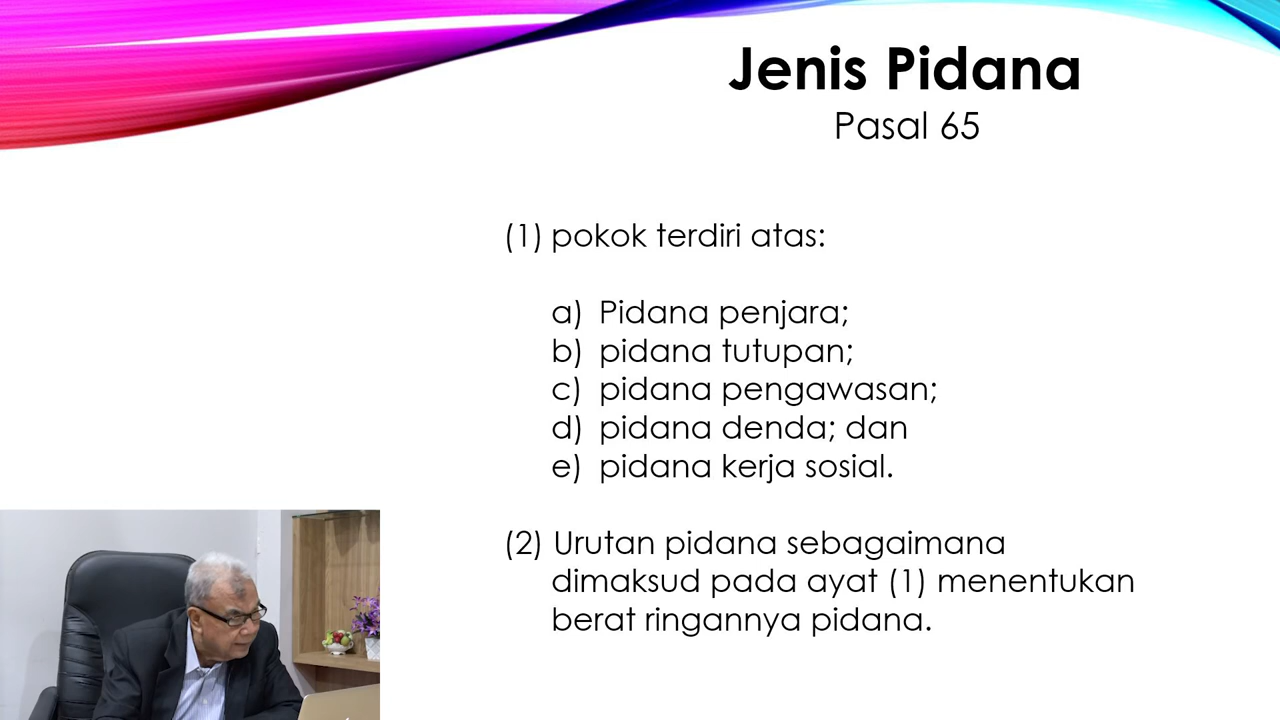 Jenis Pidana
Pasal 65
(1) pokok terdiri atas:
a) Pidana penjara;
b) pidana tutupan;
c) pidana pengawasan;
d) pidana denda; dan
e) pidana kerja sosial.
(2) Urutan pidana sebagaimana
dimaksud pada ayat (1) menentukan
berat ringannya pidana.